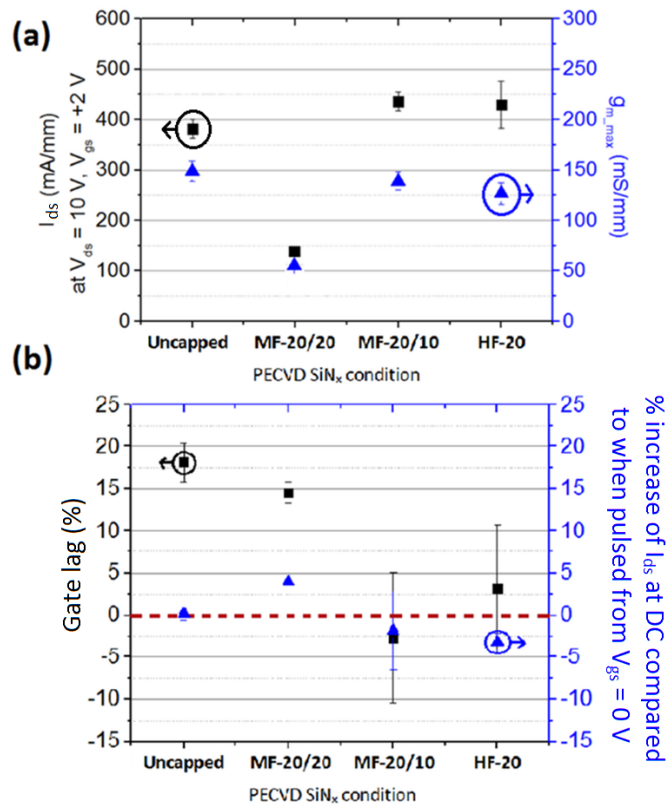 (a)
600
500
400
300
200
100
0
I_ds (mA/mm)
at V_ds = 10 V, V_gs = +2 V
300
250
200
150
100
50
0
g_m_max (mS/mm)
Uncapped MF-20/20 MF-20/10 HF-20
PECVD SiNₓ condition
(b)
25
20
15
10
5
0
-5
-10
-15
Gate lag (%)
25
20
15
10
5
0
-5
-10
-15
% increase of I_ds at DC compared
to when pulsed from V_gs = 0 V
Uncapped MF-20/20 MF-20/10 HF-20
PECVD SiNₓ condition